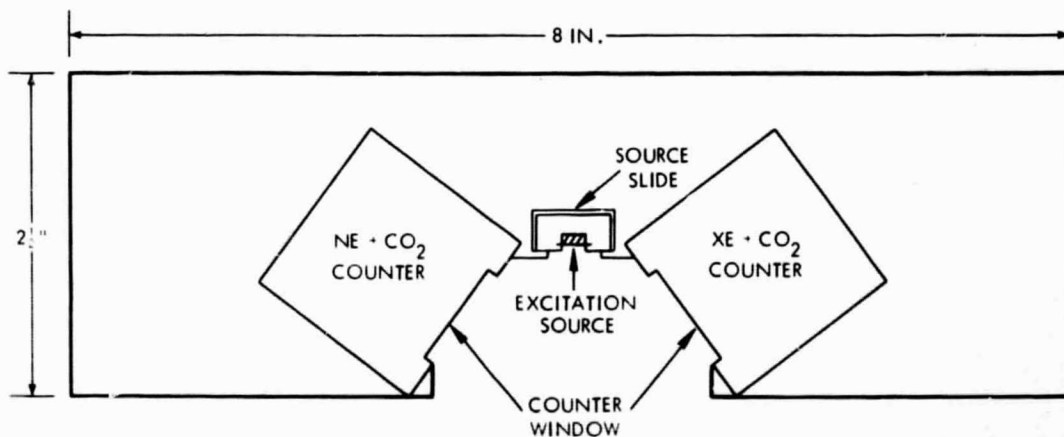 8 IN.
SOURCE
SLIDE
NE + CO₂
COUNTER
XE + CO₂
COUNTER
EXCITATION
SOURCE
COUNTER
WINDOW